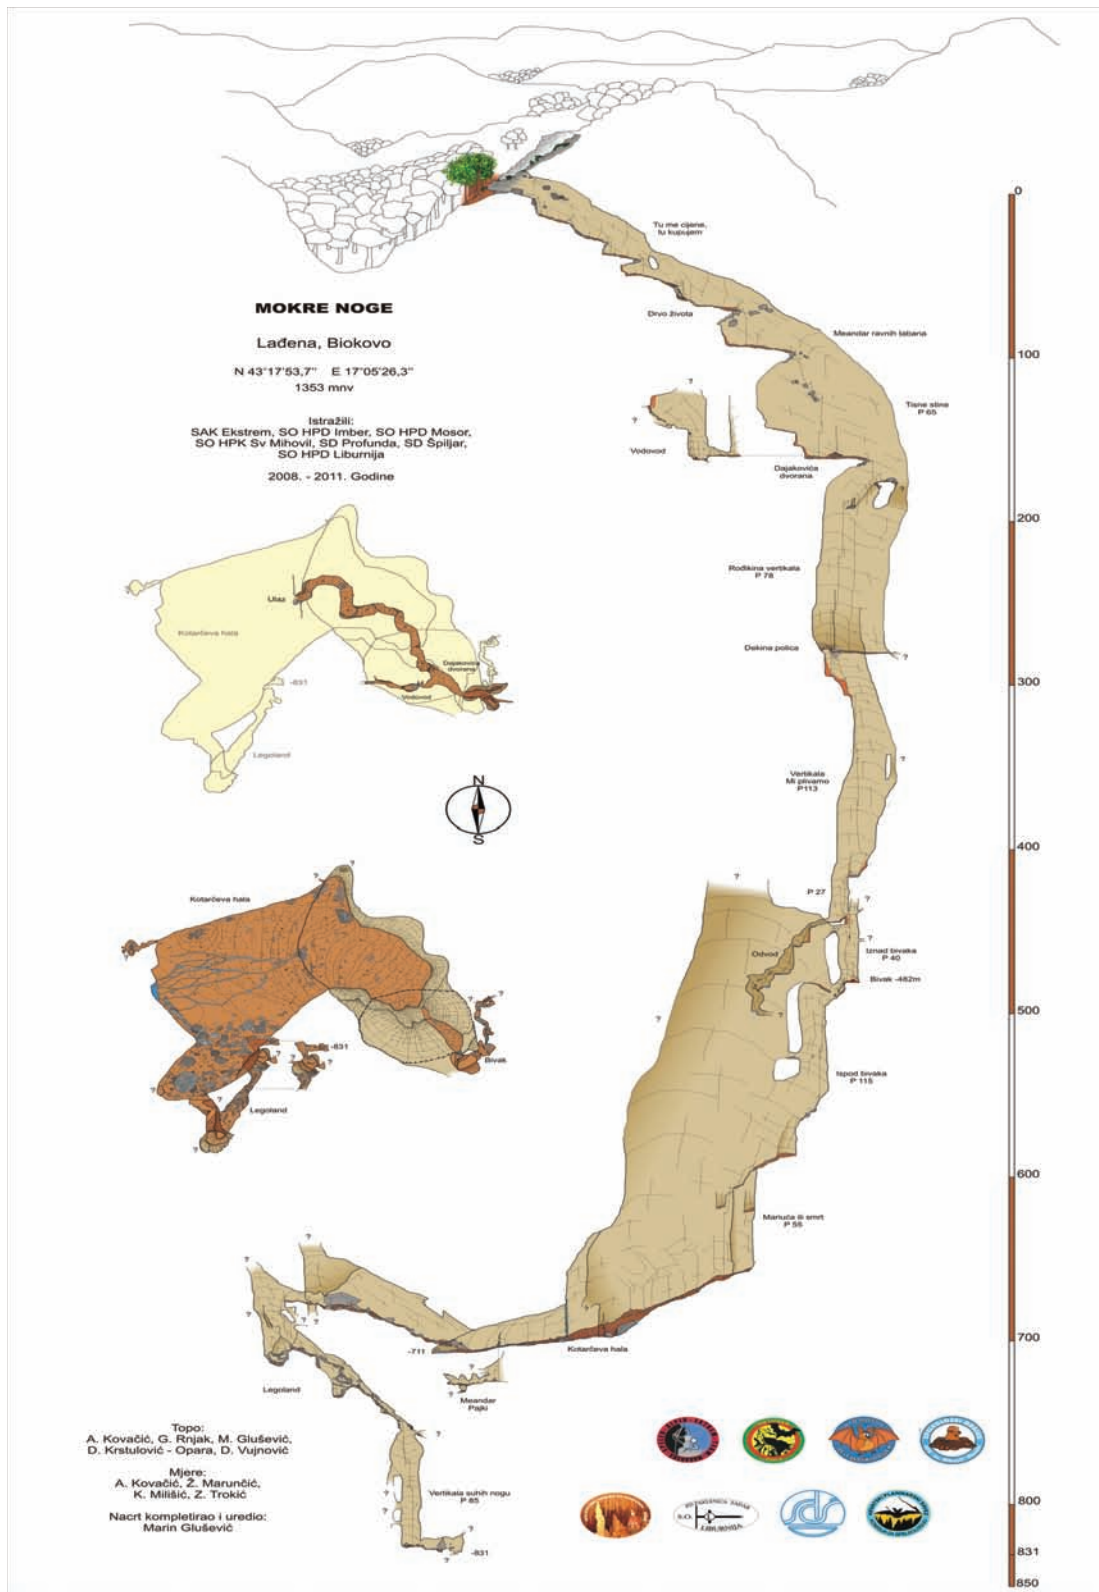 0
Tu me cijene,
tu kupujem
MOKRE NOGE
Drvo života
Lađena, Biokovo
Meandar ravnih tabana
N 43°17'53,7"   E 17°05'26,3"
1353 mnv
100
Istražili:
SAK Ekstrem, SO HPD Imber, SO HPD Mosor,
SO HPK Sv Mihovil, SD Profunda, SD Špiljar,
SO HPD Liburnija
2008. - 2011. Godine
?
?
Vodovod
Tisne stine
P 65
Dajakovića
dvorana
?
200
Rođikina vertikala
P 78
Ulaz
?
Kotarčeva hala
Dajakovića
dvorana
-831
Vodovod
Legoland
Dekina polica
?
300
?
Vertikala
Mi plivamo
P113
N
S
400
?
?
Kotarčeva hala
?
?
?
Bivak
-831
?
?
?
?
Legoland
?
?
P 27
?
?
Odvod
Iznad bivaka
P 40
Bivak -482m
?
?
500
Ispod bivaka
P 115
600
Manuća ili smrt
P 55
?
?
?
?
?
?
-711
Kotarčeva hala
700
?
?
Meandar
Pajki
Legoland
Topo:
A. Kovačić, G. Rnjak, M. Glušević,
D. Krstulović - Opara, D. Vujnović
Mjere:
A. Kovačić, Ž. Marunčić,
K. Milišić, Z. Trokić
Nacrt kompletirao i uredio:
Marin Glušević
?
?
?
?
Vertikala suhih nogu
P 85
?
?
-831
S.O.
LIBURNIJA
800
831
850